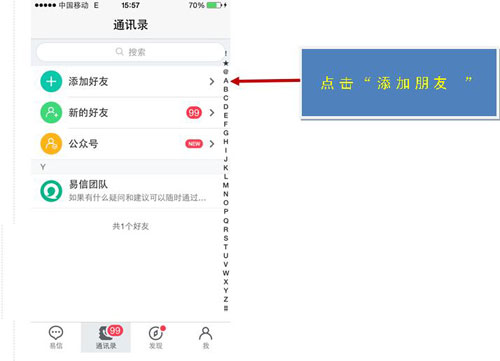 中国移动 E 15:57 70%
通讯录
搜索
添加好友
新的好友 99
公众号 NEW
Y
易信团队
如果有什么疑问和建议可以随时通过...
共1个好友
!
★
@
A
B
C
D
E
F
G
H
I
J
K
L
M
N
O
P
Q
R
S
T
U
V
W
X
Y
Z
#
点击“添加朋友 ”
99
易信 通讯录 发现 我